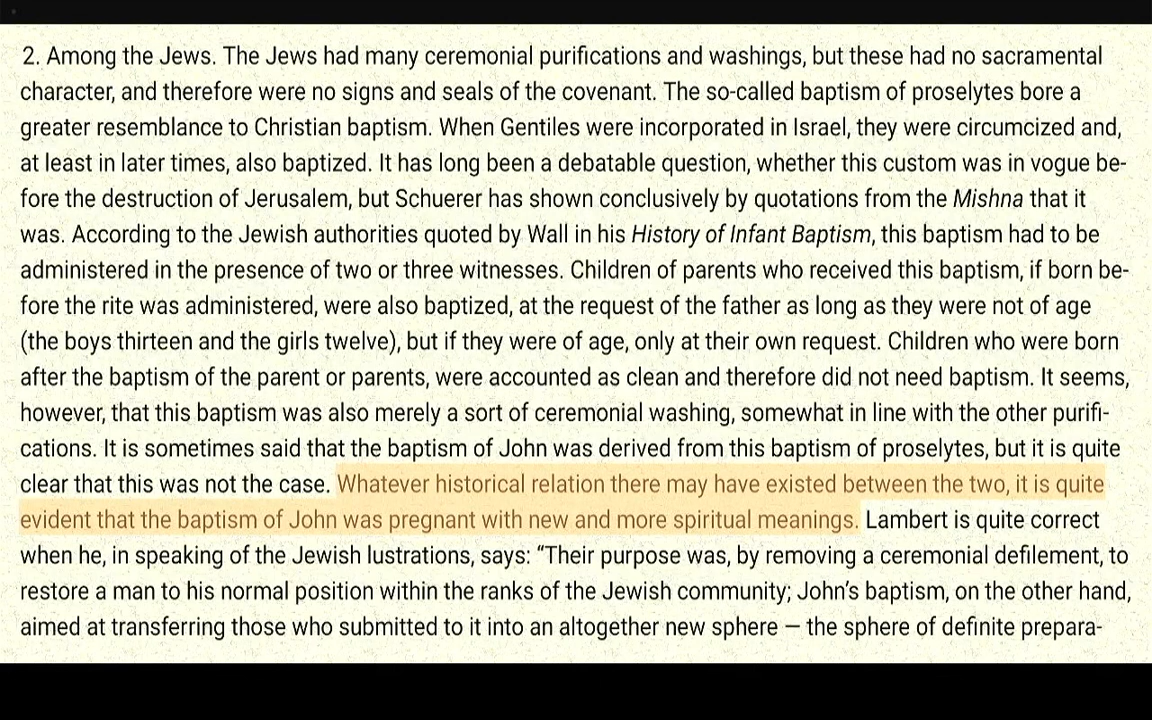 2. Among the Jews. The Jews had many ceremonial purifications and washings, but these had no sacramental
character, and therefore were no signs and seals of the covenant. The so-called baptism of proselytes bore a
greater resemblance to Christian baptism. When Gentiles were incorporated in Israel, they were circumcized and,
at least in later times, also baptized. It has long been a debatable question, whether this custom was in vogue be-
fore the destruction of Jerusalem, but Schuerer has shown conclusively by quotations from the Mishna that it
was. According to the Jewish authorities quoted by Wall in his History of Infant Baptism, this baptism had to be
administered in the presence of two or three witnesses. Children of parents who received this baptism, if born be-
fore the rite was administered, were also baptized, at the request of the father as long as they were not of age
(the boys thirteen and the girls twelve), but if they were of age, only at their own request. Children who were born
after the baptism of the parent or parents, were accounted as clean and therefore did not need baptism. It seems,
however, that this baptism was also merely a sort of ceremonial washing, somewhat in line with the other purifi-
cations. It is sometimes said that the baptism of John was derived from this baptism of proselytes, but it is quite
clear that this was not the case. Whatever historical relation there may have existed between the two, it is quite
evident that the baptism of John was pregnant with new and more spiritual meanings. Lambert is quite correct
when he, in speaking of the Jewish lustrations, says: “Their purpose was, by removing a ceremonial defilement, to
restore a man to his normal position within the ranks of the Jewish community; John’s baptism, on the other hand,
aimed at transferring those who submitted to it into an altogether new sphere — the sphere of definite prepara-